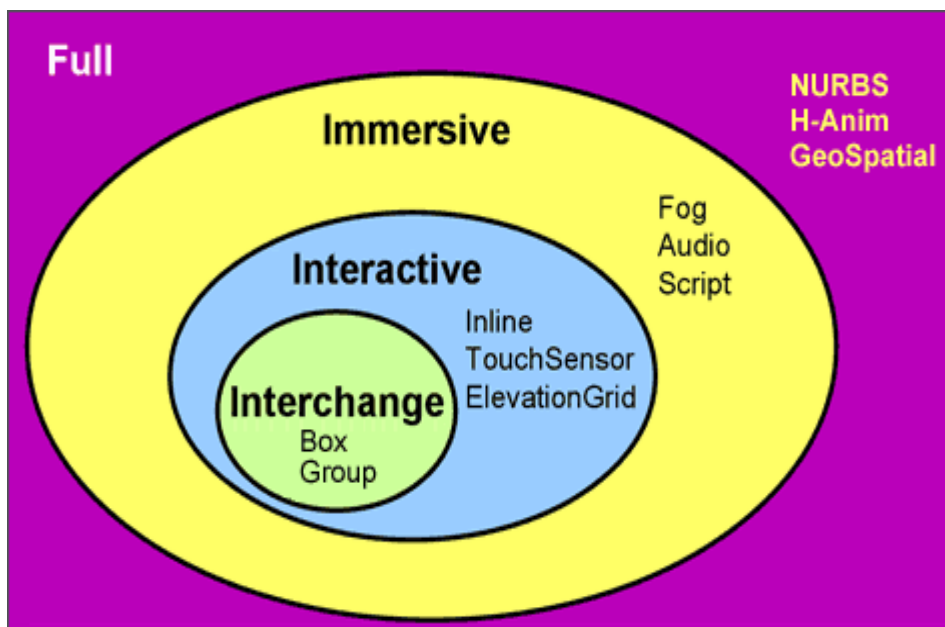 Full
NURBS
H-Anim
GeoSpatial
Immersive
Fog
Audio
Script
Interactive
Inline
TouchSensor
ElevationGrid
Interchange
Box
Group